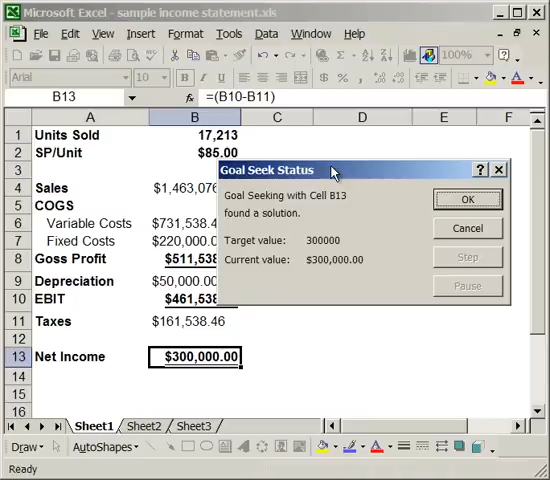 Microsoft Excel - sample income statement.xls
File Edit View Insert Format Tools Data Window Help
100%
Arial 10 B I U $ % ,
B13 fx =(B10-B11)
A B C D E F
1 Units Sold 17,213
2 SP/Unit $85.00
3
4 Sales $1,463,076
5 COGS
6 Variable Costs $731,538.4
7 Fixed Costs $220,000.0
8 Goss Profit $511,538
9 Depreciation $50,000.00
10 EBIT $461,538
11 Taxes $161,538.46
12
13 Net Income $300,000.00
14
15
16
Goal Seek Status
Goal Seeking with Cell B13
found a solution.
Target value: 300000
Current value: $300,000.00
OK
Cancel
Step
Pause
Sheet1 Sheet2 Sheet3
Draw AutoShapes
Ready